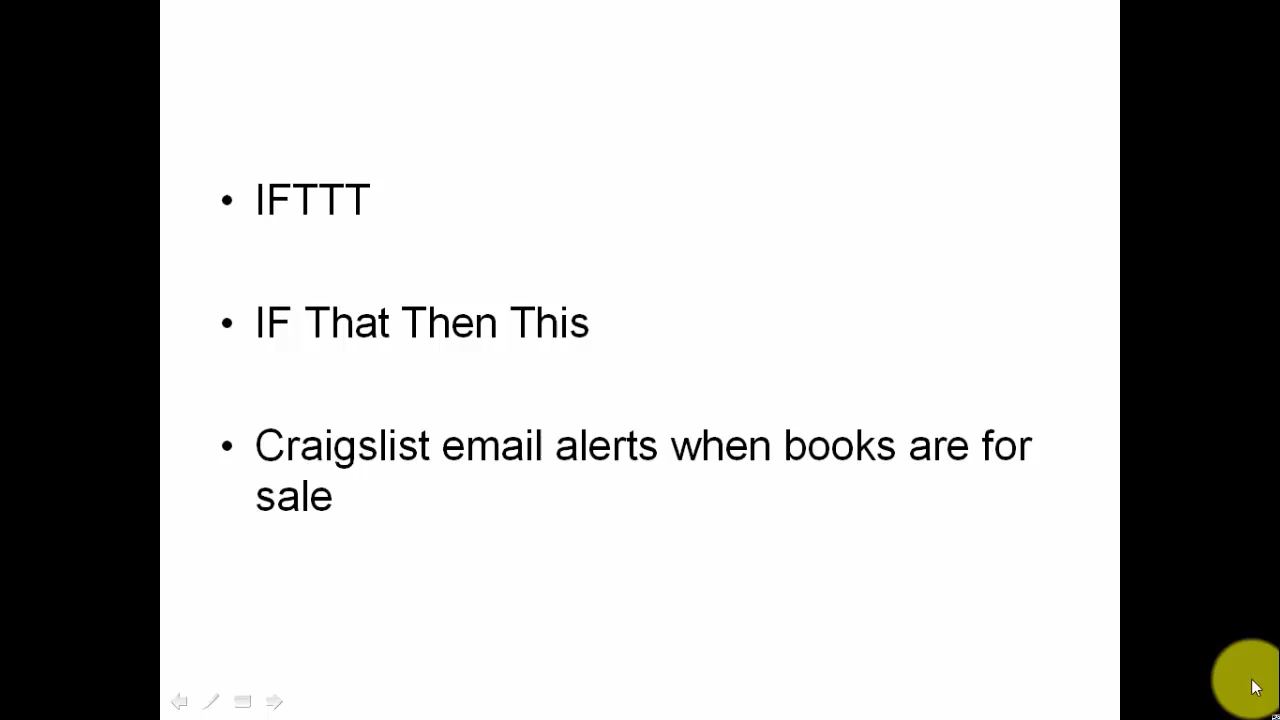 • IFTTT
• IF That Then This
• Craigslist email alerts when books are for
sale